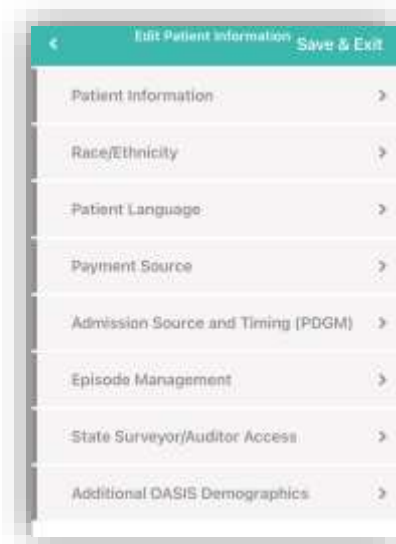 Edit Patient Information
Save & Exit
Patient Information
Race/Ethnicity
Patient Language
Payment Source
Admission Source and Timing (PDGM)
Episode Management
State Surveyor/Auditor Access
Additional OASIS Demographics